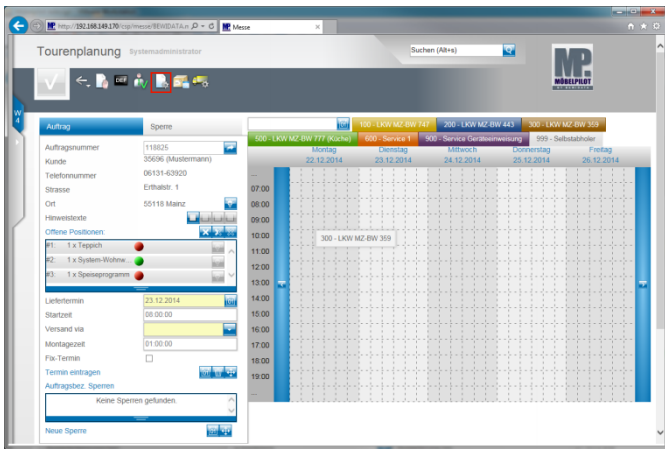 http://192.168.149.170/csp/messe/BEWIDATA.n
Messe
Tourenplanung Systemadministrator
Suchen (Alt+s)
MP.
MÖBELPILOT
DEF
W
4
Auftrag Sperre
Auftragsnummer 118825
Kunde 35696 (Mustermann)
Telefonnummer 06131-63920
Strasse Erthalstr. 1
Ort 55118 Mainz
Hinweistexte
Offene Positionen:
#1: 1 x Teppich
#2: 1 x System-Wohnw...
#3: 1 x Speiseprogramm
Liefertermin 23.12.2014
Startzeit 08:00:00
Versand via
Montagezeit 01:00:00
Fix-Termin
Termin eintragen
Auftragsbez. Sperren
Keine Sperren gefunden.
Neue Sperre
100 - LKW MZ-BW 747 200 - LKW MZ-BW 443 300 - LKW MZ-BW 359
500 - LKW MZ-BW 777 (Küche) 600 - Service 1 900 - Service Geräteeinweisung 999 - Selbstabholer
Montag Dienstag Mittwoch Donnerstag Freitag
22.12.2014 23.12.2014 24.12.2014 25.12.2014 26.12.2014
...
07:00
08:00
09:00
10:00
300 - LKW MZ-BW 359
11:00
12:00
13:00
14:00
15:00
16:00
17:00
18:00
19:00
...